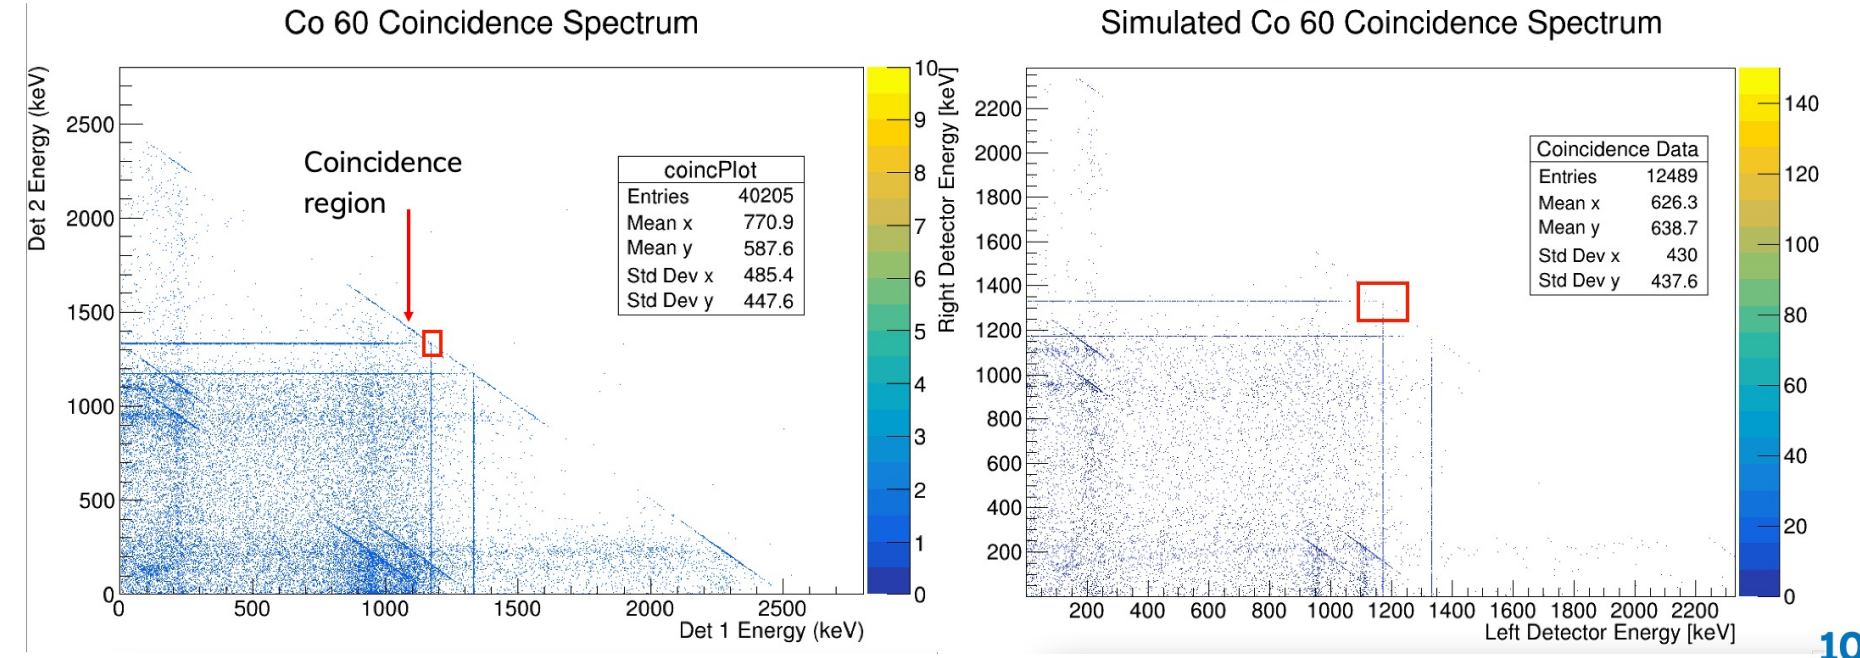 Co 60 Coincidence Spectrum
Det 2 Energy (keV)
2500
2000
1500
1000
500
0
0 500 1000 1500 2000 2500
Det 1 Energy (keV)
Coincidence
region
coincPlot
Entries 40205
Mean x 770.9
Mean y 587.6
Std Dev x 485.4
Std Dev y 447.6
10
9
8
7
6
5
4
3
2
1
0
Simulated Co 60 Coincidence Spectrum
Right Detector Energy [keV]
2200
2000
1800
1600
1400
1200
1000
800
600
400
200
200 400 600 800 1000 1200 1400 1600 1800 2000 2200
Left Detector Energy [keV]
Coincidence Data
Entries 12489
Mean x 626.3
Mean y 638.7
Std Dev x 430
Std Dev y 437.6
140
120
100
80
60
40
20
0
10